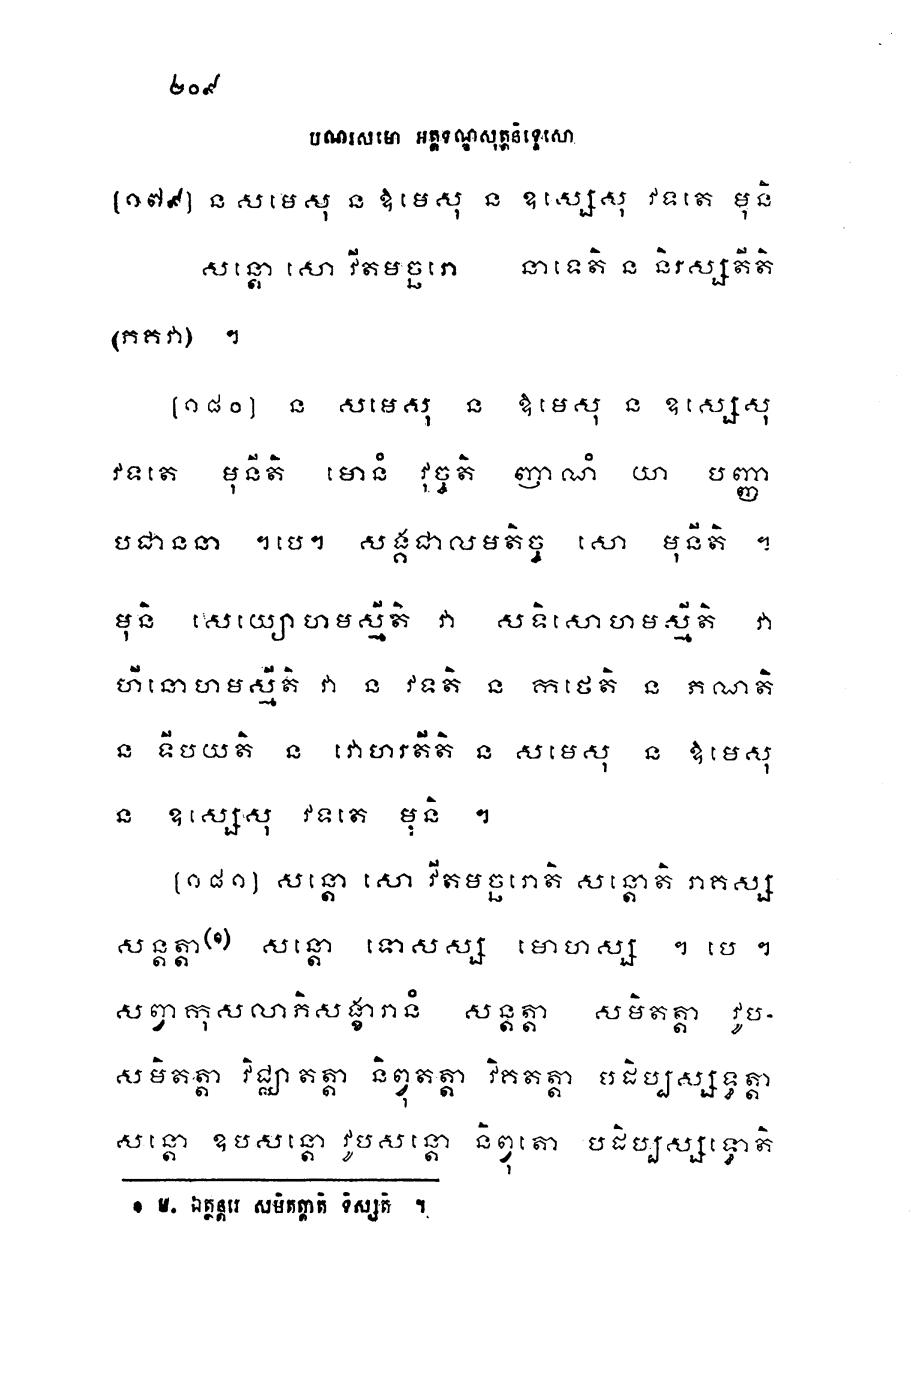 ២០៩
បណ្ណរសមោ អត្តទណ្ឌសុត្តនិទ្ទេសោ
[១៧៩] ន សមេសុ ន ឱមេសុ ន ឧស្សេសុ វទតេ មុនិ
សន្តោ សោ វីតមច្ឆរោ នាទេតិ ន និរស្សតីតិ
(ភគវា) ។
[១៨០] ន សមេសុ ន ឱមេសុ ន ឧស្សេសុ
វទតេ មុនីតិ មោនំ វុច្ចតិ ញាណំ យា បញ្ញា
បជាននា ។បេ។ សង្គជាលមតិច្ច សោ មុនីតិ ។
មុនិ សេយ្យោហមស្មីតិ វា សទិសោហមស្មីតិ វា
ហីនោហមស្មីតិ វា ន វទតិ ន កថេតិ ន ភណតិ
ន ទីបយតិ ន វោហរតីតិ ន សមេសុ ន ឱមេសុ
ន ឧស្សេសុ វទតេ មុនិ ។
[១៨១] សន្តោ សោ វីតមច្ឆរោតិ សន្តោតិ រាគស្ស
សន្តត្តា(១) សន្តោ ទោសស្ស មោហស្ស ។ បេ ។
សព្វាកុសលាភិសង្ខារានំ សន្តត្តា សមិតត្តា វូប-
សមិតត្តា វិជ្ឈាតត្តា និព្វុតត្តា វិគតត្តា បដិប្បស្សទ្ធត្តា
សន្តោ ឧបសន្តោ វូបសន្តោ និព្វុតោ បដិប្បស្សទ្ធោតិ
១ ម. ឯត្ថន្តរេ សមិតត្តាតិ ទិស្សតិ ។